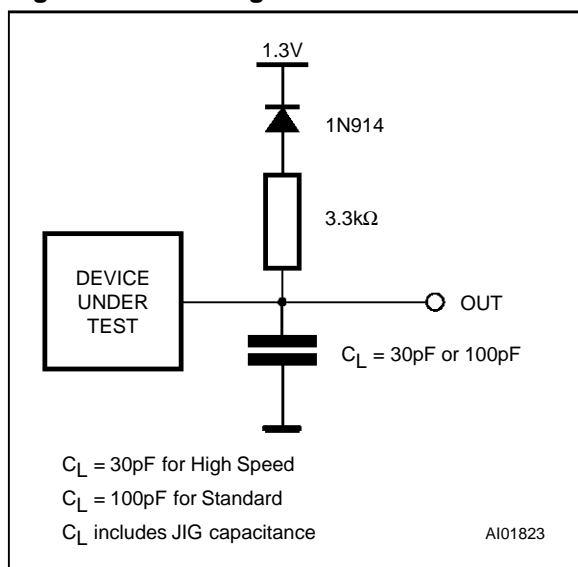 1.3V
1N914
3.3kΩ
DEVICE
UNDER
TEST
OUT
CL = 30pF or 100pF
CL = 30pF for High Speed
CL = 100pF for Standard
CL includes JIG capacitance
AI01823